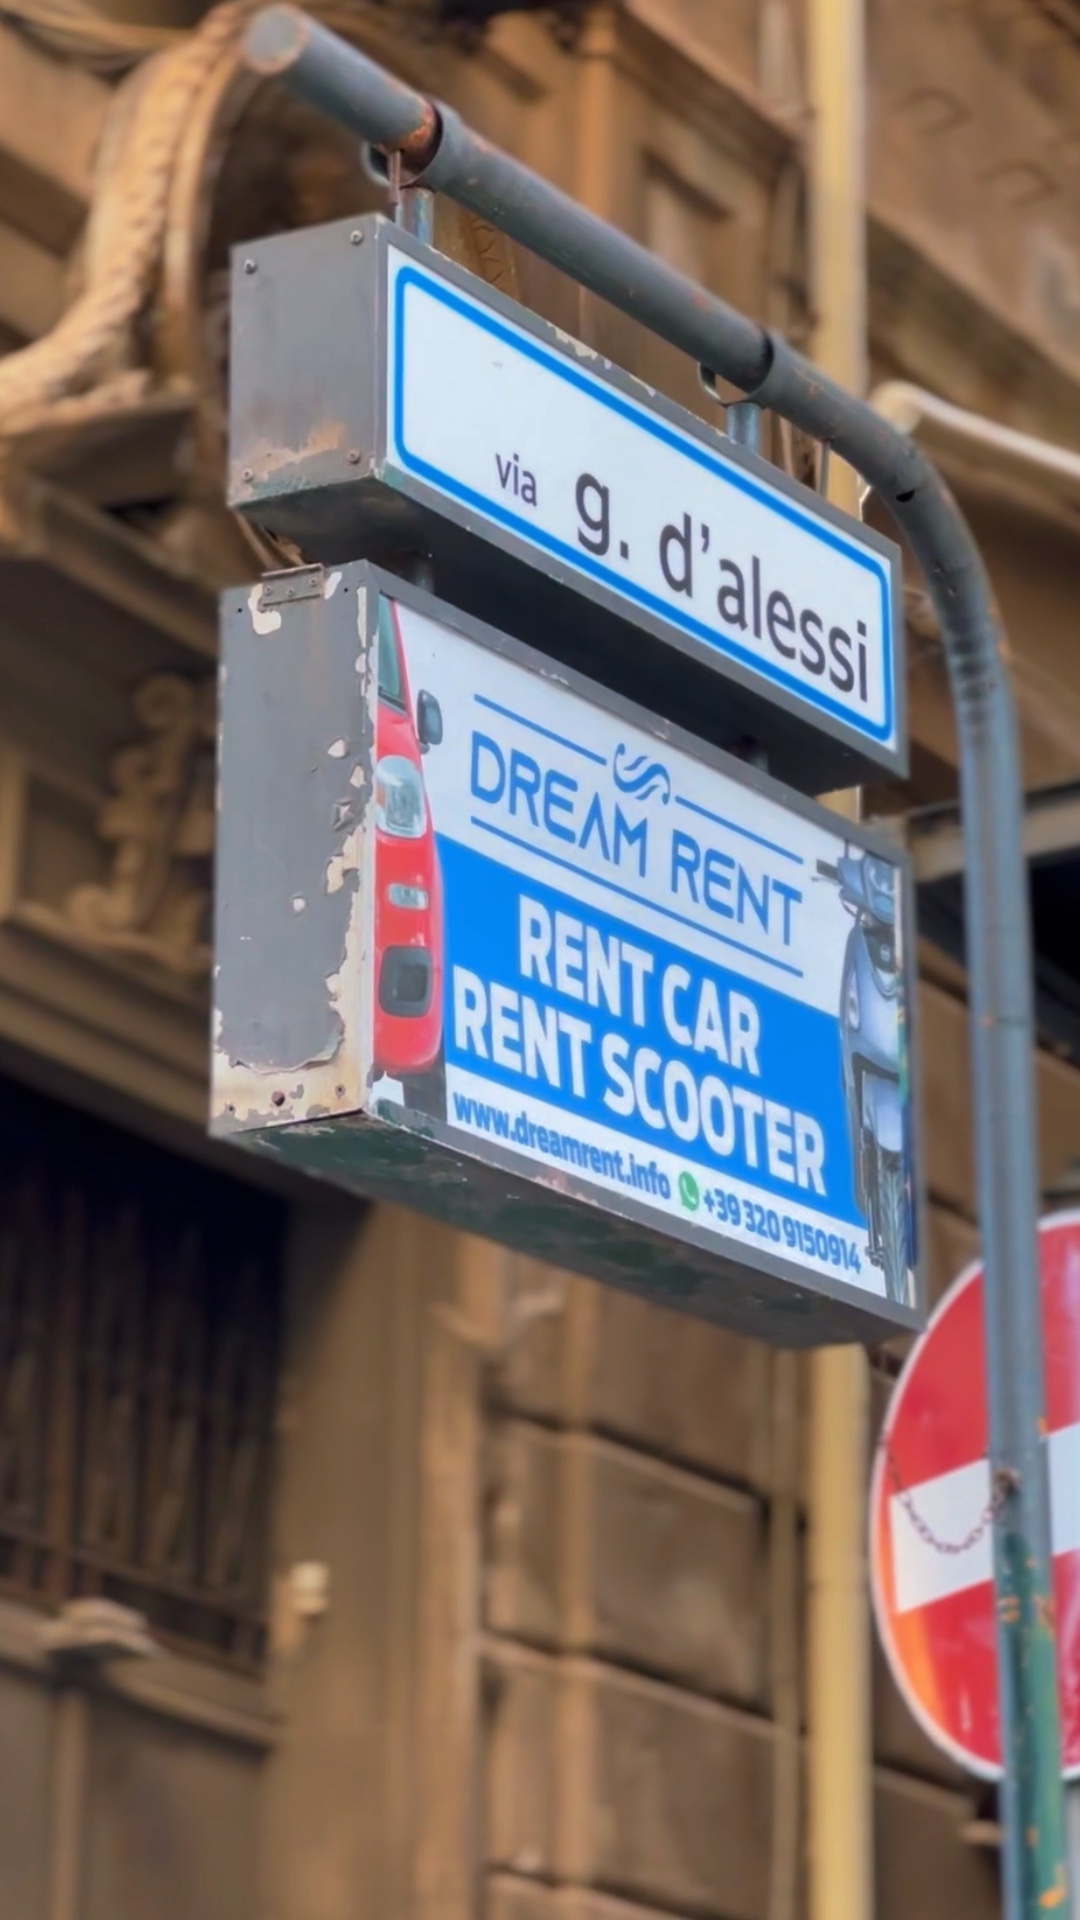 via g. d'alessi
DREAM RENT
RENT CAR
RENT SCOOTER
www.dreamrent.info +39 320 9150914